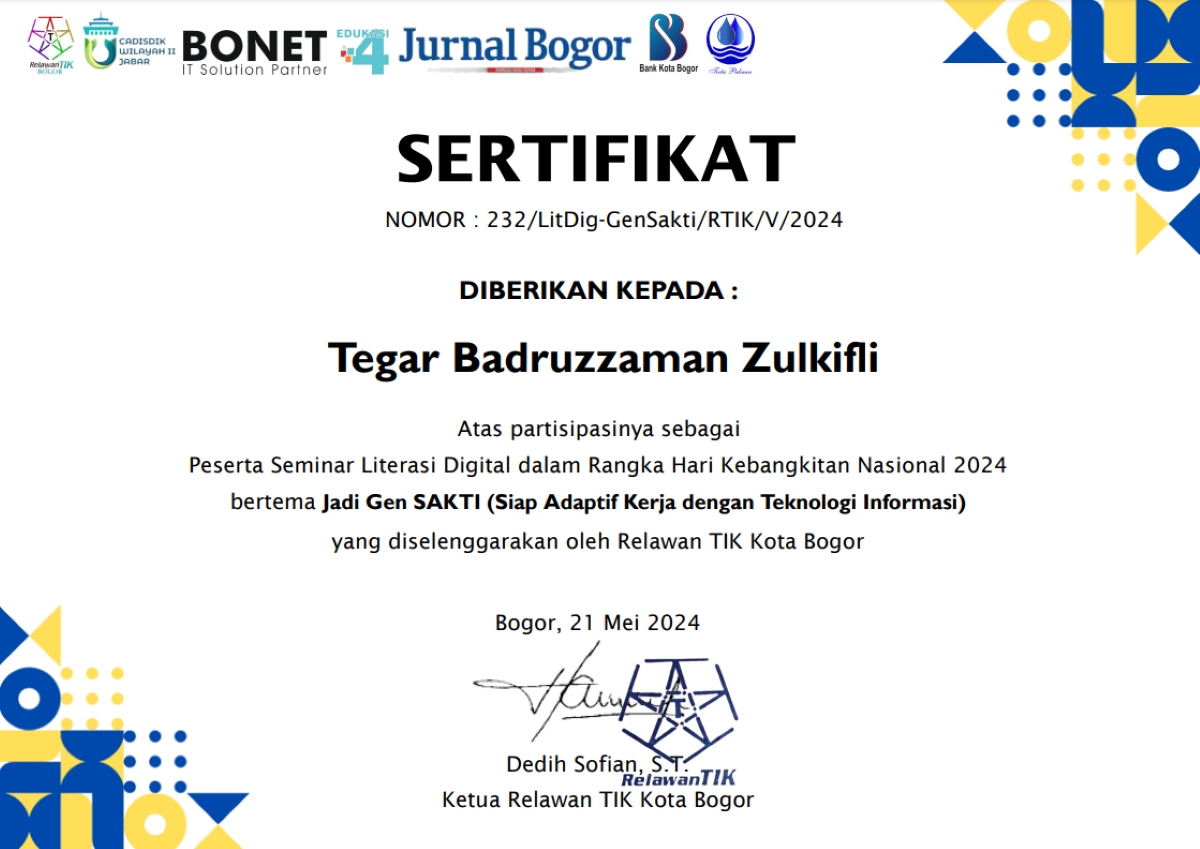 RelawanTIK
BOGOR
CADISDIK
WILAYAH II
JABAR
BONET
IT Solution Partner
EDUKASI
4
Jurnal Bogor
Bank Kota Bogor
SERTIFIKAT
NOMOR : 232/LitDig-GenSakti/RTIK/V/2024
DIBERIKAN KEPADA :
Tegar Badruzzaman Zulkifli
Atas partisipasinya sebagai
Peserta Seminar Literasi Digital dalam Rangka Hari Kebangkitan Nasional 2024
bertema Jadi Gen SAKTI (Siap Adaptif Kerja dengan Teknologi Informasi)
yang diselenggarakan oleh Relawan TIK Kota Bogor
Bogor, 21 Mei 2024
Dedih Sofian, S.T.
RelawanTIK
Ketua Relawan TIK Kota Bogor